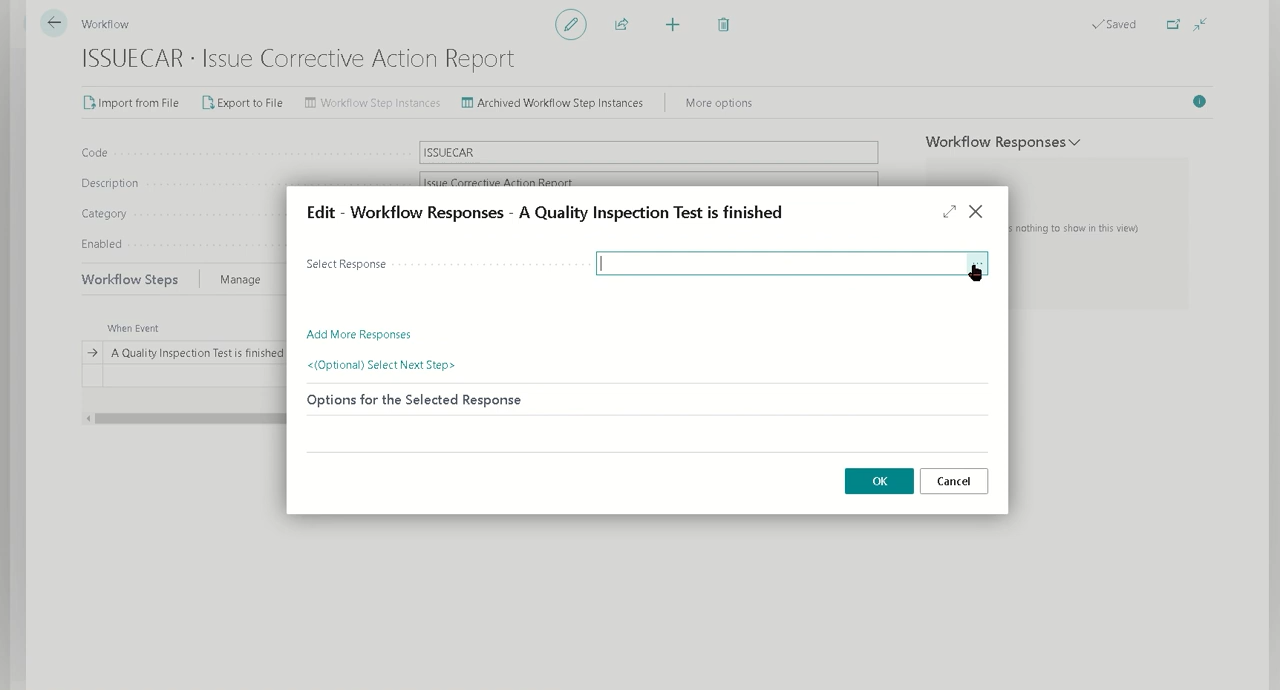 Workflow
Saved
ISSUECAR · Issue Corrective Action Report
Import from File
Export to File
Workflow Step Instances
Archived Workflow Step Instances
More options
Code
ISSUECAR
Workflow Responses
Description
Issue Corrective Action Report
Category
Enabled
s nothing to show in this view)
Workflow Steps
Manage
When Event
A Quality Inspection Test is finished
Edit - Workflow Responses - A Quality Inspection Test is finished
Select Response
Add More Responses
<(Optional) Select Next Step>
Options for the Selected Response
OK
Cancel